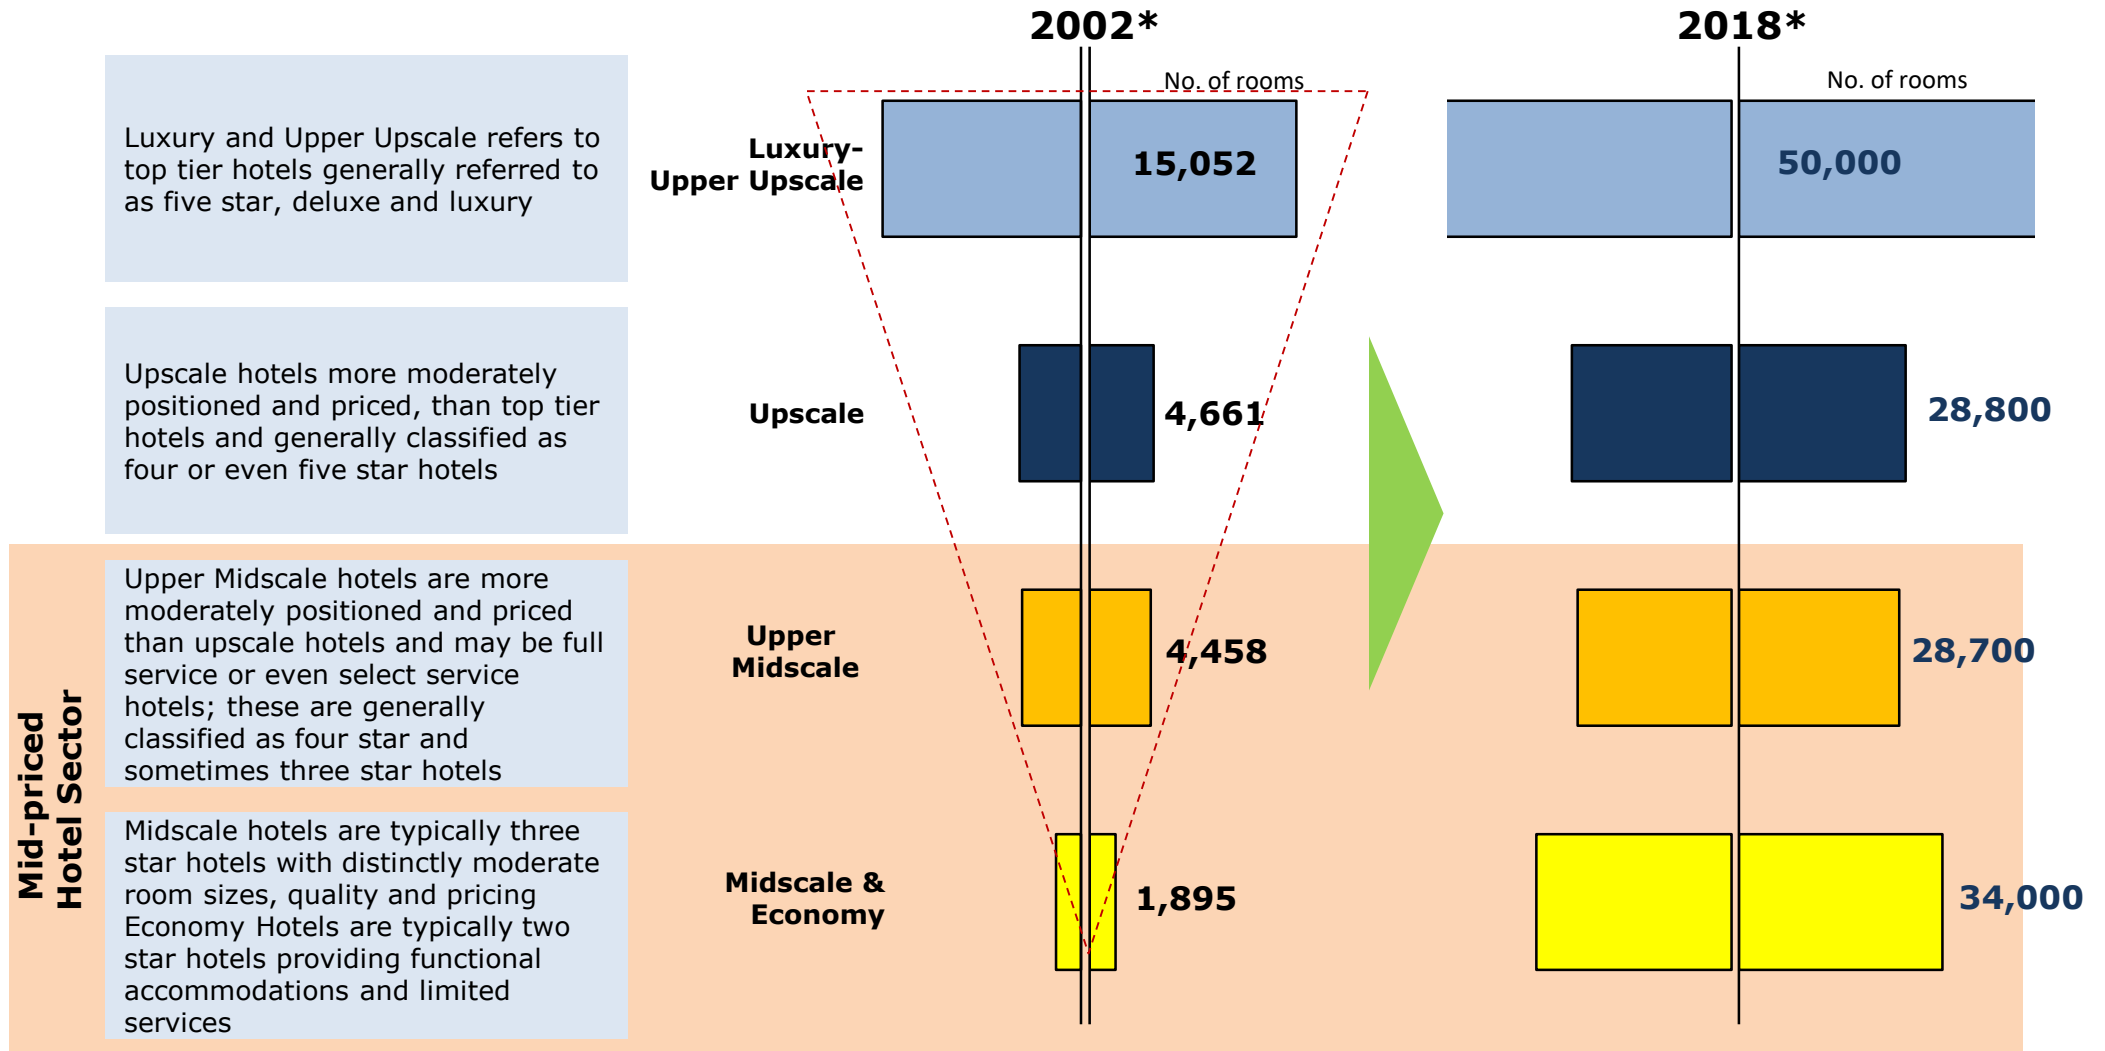 2002*
2018*
No. of rooms
No. of rooms
Luxury and Upper Upscale refers to
top tier hotels generally referred to
as five star, deluxe and luxury
Luxury-
Upper Upscale
15,052
50,000
Upscale hotels more moderately
positioned and priced, than top tier
hotels and generally classified as
four or even five star hotels
Upscale
4,661
28,800
Mid-priced
Hotel Sector
Upper Midscale hotels are more
moderately positioned and priced
than upscale hotels and may be full
service or even select service
hotels; these are generally
classified as four star and
sometimes three star hotels
Upper
Midscale
4,458
28,700
Midscale hotels are typically three
star hotels with distinctly moderate
room sizes, quality and pricing
Economy Hotels are typically two
star hotels providing functional
accommodations and limited
services
Midscale &
Economy
1,895
34,000